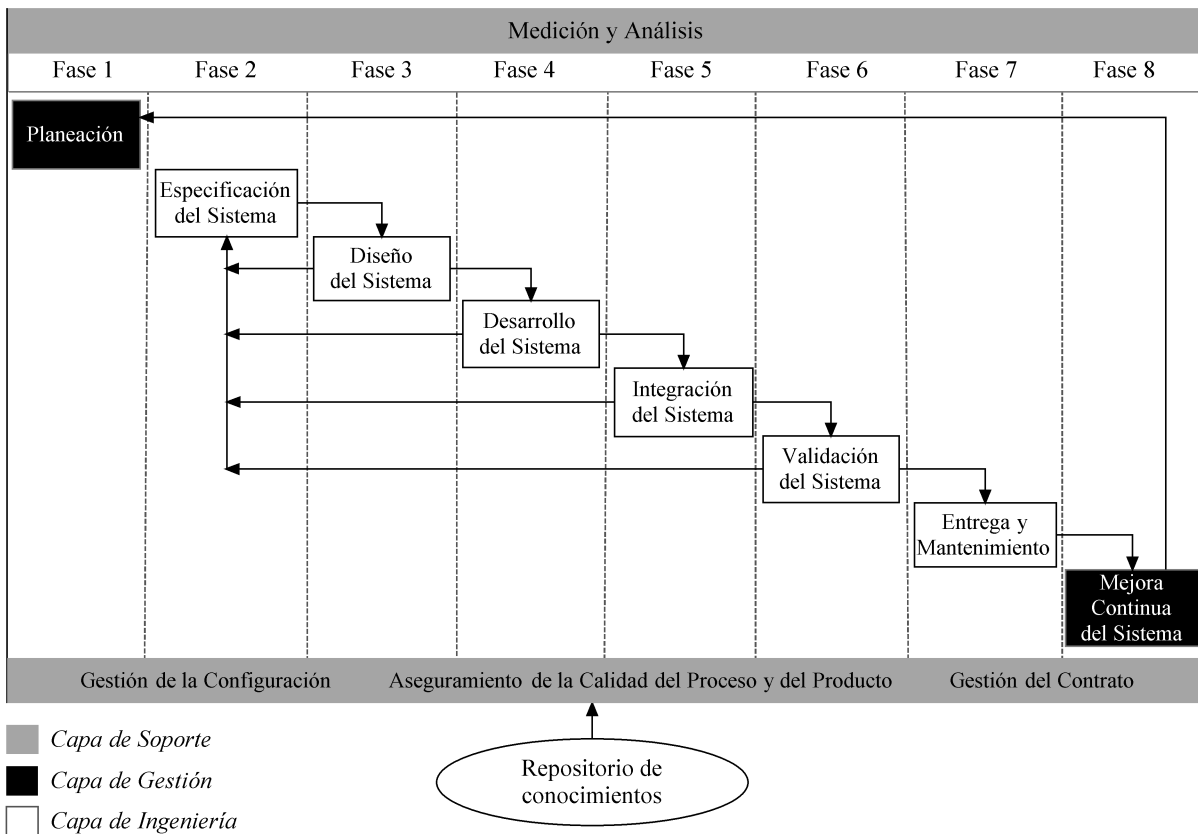 Medición y Análisis
Fase 1 Fase 2 Fase 3 Fase 4 Fase 5 Fase 6 Fase 7 Fase 8
Planeación
Especificación
del Sistema
Diseño
del Sistema
Desarrollo
del Sistema
Integración
del Sistema
Validación
del Sistema
Entrega y
Mantenimiento
Mejora
Continua
del Sistema
Gestión de la Configuración Aseguramiento de la Calidad del Proceso y del Producto Gestión del Contrato
Repositorio de
conocimientos
Capa de Soporte
Capa de Gestión
Capa de Ingeniería